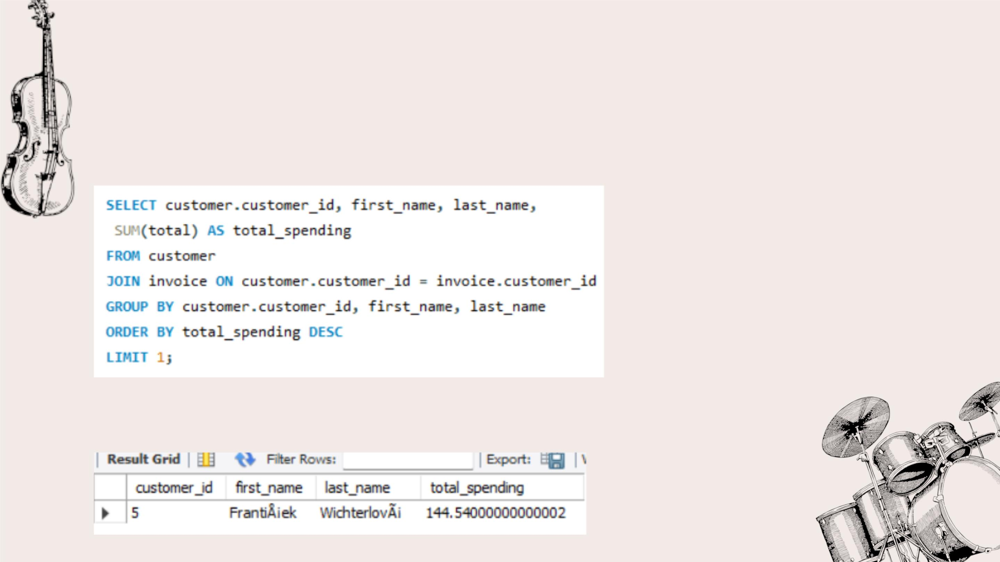 SELECT customer.customer_id, first_name, last_name,
SUM(total) AS total_spending
FROM customer
JOIN invoice ON customer.customer_id = invoice.customer_id
GROUP BY customer.customer_id, first_name, last_name
ORDER BY total_spending DESC
LIMIT 1;
Result Grid Filter Rows: Export:
customer_id first_name last_name total_spending
5 FrantiÅiek WichterlovÃi 144.54000000000002